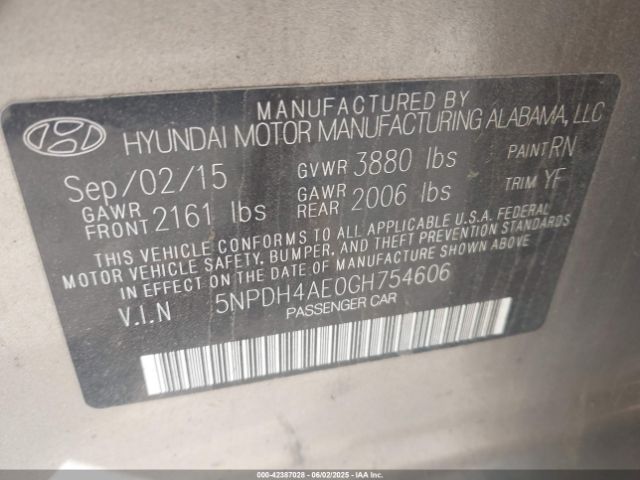 MANUFACTURED BY
HYUNDAI MOTOR MANUFACTURING ALABAMA, LLC
Sep/02/15 GVWR 3880 lbs PAINT RN
GAWR FRONT 2161 lbs GAWR REAR 2006 lbs TRIM YF
THIS VEHICLE CONFORMS TO ALL APPLICABLE U.S.A. FEDERAL
MOTOR VEHICLE SAFETY, BUMPER, AND THEFT PREVENTION STANDARDS
IN EFFECT ON THE DATE OF MANUFACTURE SHOWN ABOVE
V.I.N 5NPDH4AE0GH754606
PASSENGER CAR
000-42387028 - 06/02/2025 - IAA Inc.